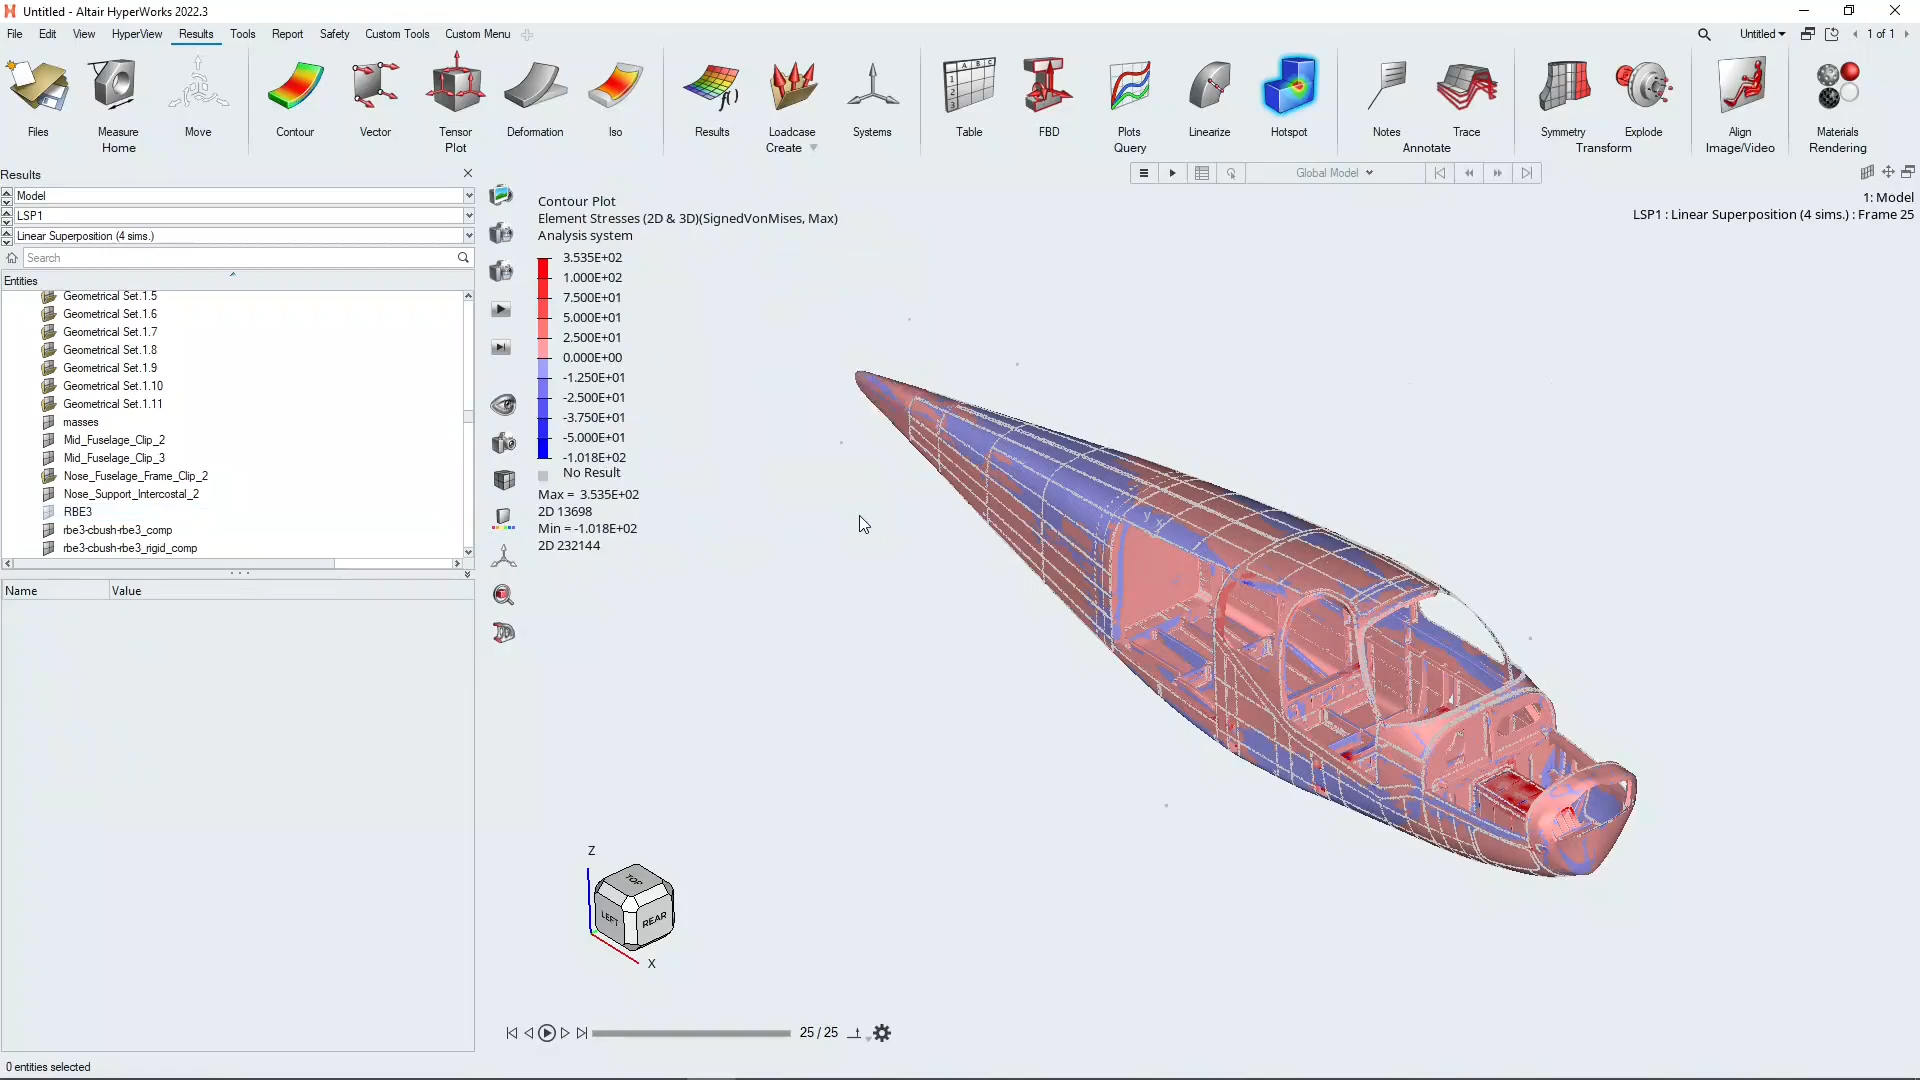 Untitled - Altair HyperWorks 2022.3
File Edit View HyperView Results Tools Report Safety Custom Tools Custom Menu
Untitled 1 of 1
Files Measure Move Contour Vector Tensor Deformation Iso Results Loadcase Systems Table FBD Plots Linearize Hotspot Notes Trace Symmetry Explode Align Materials
Home Plot Create Query Annotate Transform Image/Video Rendering
Results
Global Model
Model
LSP1
Linear Superposition (4 sims.)
Search
Entities
Geometrical Set.1.5
Geometrical Set.1.6
Geometrical Set.1.7
Geometrical Set.1.8
Geometrical Set.1.9
Geometrical Set.1.10
Geometrical Set.1.11
masses
Mid_Fuselage_Clip_2
Mid_Fuselage_Clip_3
Nose_Fuselage_Frame_Clip_2
Nose_Support_Intercostal_2
RBE3
rbe3-cbush-rbe3_comp
rbe3-cbush-rbe3_rigid_comp
Name Value
0 entities selected
Contour Plot
Element Stresses (2D & 3D)(SignedVonMises, Max)
Analysis system
3.535E+02
1.000E+02
7.500E+01
5.000E+01
2.500E+01
0.000E+00
-1.250E+01
-2.500E+01
-3.750E+01
-5.000E+01
-1.018E+02
No Result
Max = 3.535E+02
2D 13698
Min = -1.018E+02
2D 232144
1: Model
LSP1 : Linear Superposition (4 sims.) : Frame 25
Y X
Z
TOP
LEFT REAR
X
25 / 25